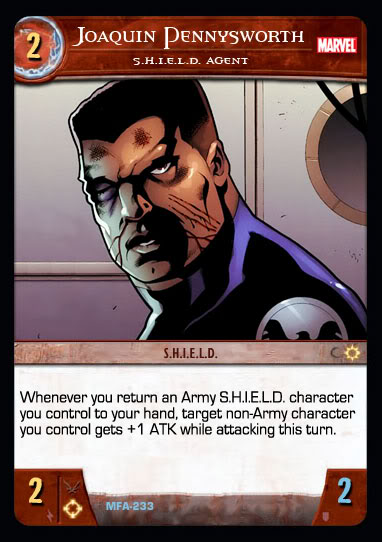 2
JOAQUIN PENNYSWORTH
MARVEL
S.H.I.E.L.D. AGENT
S.H.I.E.L.D.
C
Whenever you return an Army S.H.I.E.L.D. character
you control to your hand, target non-Army character
you control gets +1 ATK while attacking this turn.
2
MFA-233
2